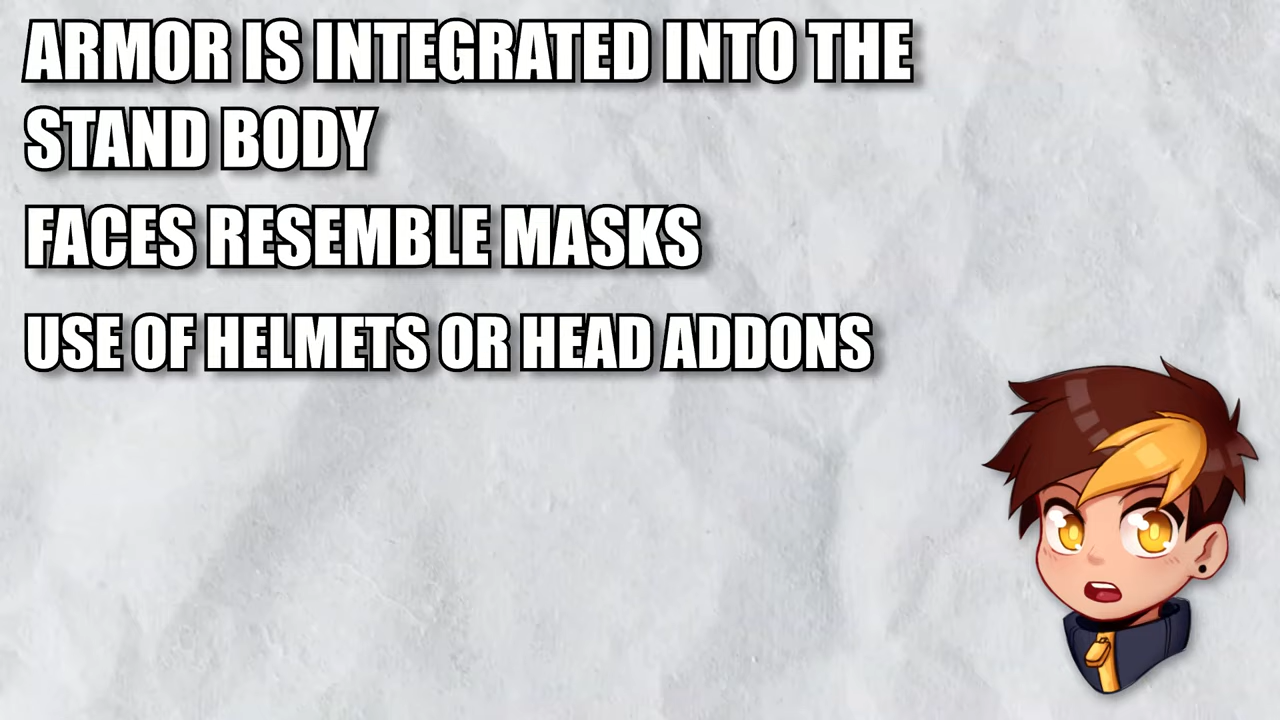 ARMOR IS INTEGRATED INTO THE
STAND BODY
FACES RESEMBLE MASKS
USE OF HELMETS OR HEAD ADDONS